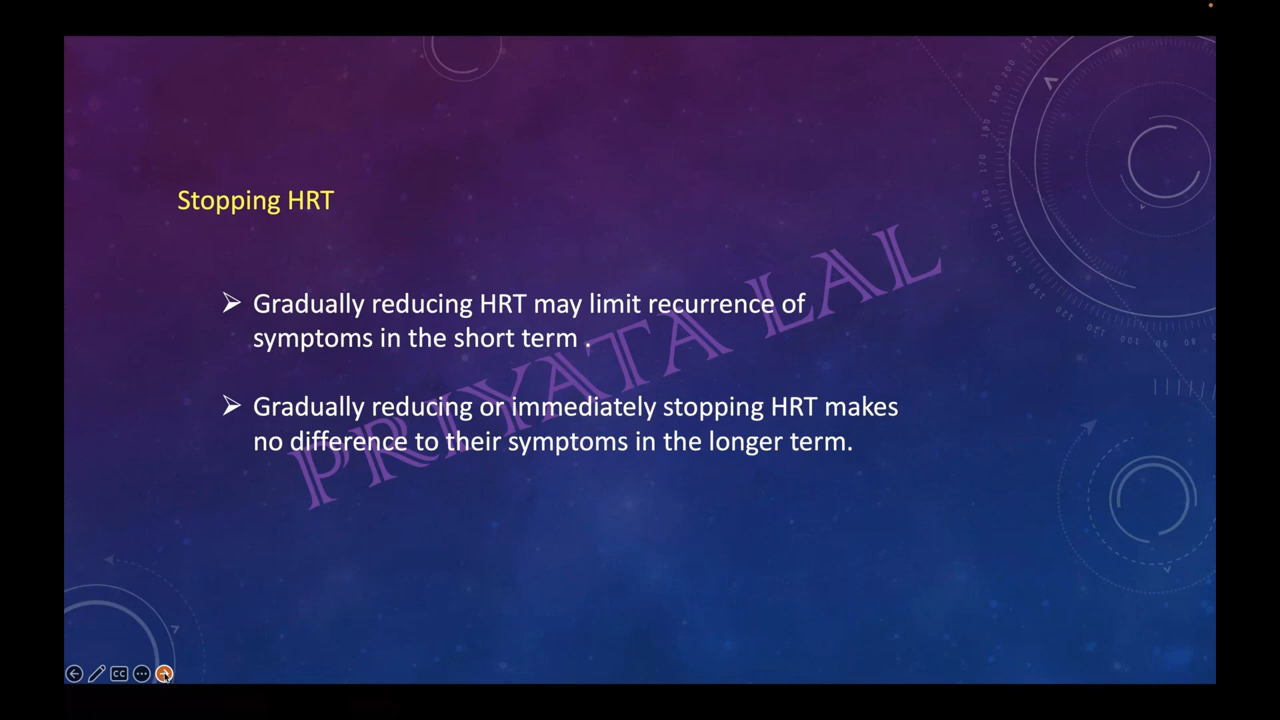 Stopping HRT
➢ Gradually reducing HRT may limit recurrence of
symptoms in the short term .
➢ Gradually reducing or immediately stopping HRT makes
no difference to their symptoms in the longer term.
PRIYATA LAL
CC